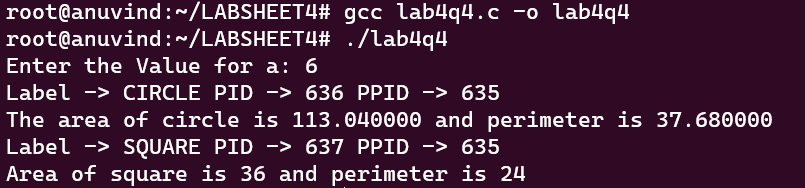 root@anuvind:~/LABSHEET4# gcc lab4q4.c -o lab4q4
root@anuvind:~/LABSHEET4# ./lab4q4
Enter the Value for a: 6
Label -> CIRCLE PID -> 636 PPID -> 635
The area of circle is 113.040000 and perimeter is 37.680000
Label -> SQUARE PID -> 637 PPID -> 635
Area of square is 36 and perimeter is 24